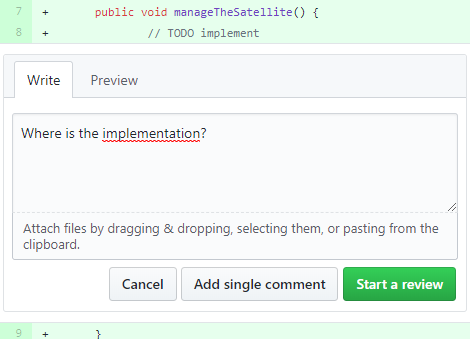 7 + public void manageTheSatellite() {
8 + // TODO implement
Write Preview
Where is the implementation?
Attach files by dragging & dropping, selecting them, or pasting from the
clipboard.
Cancel Add single comment Start a review
9 + }